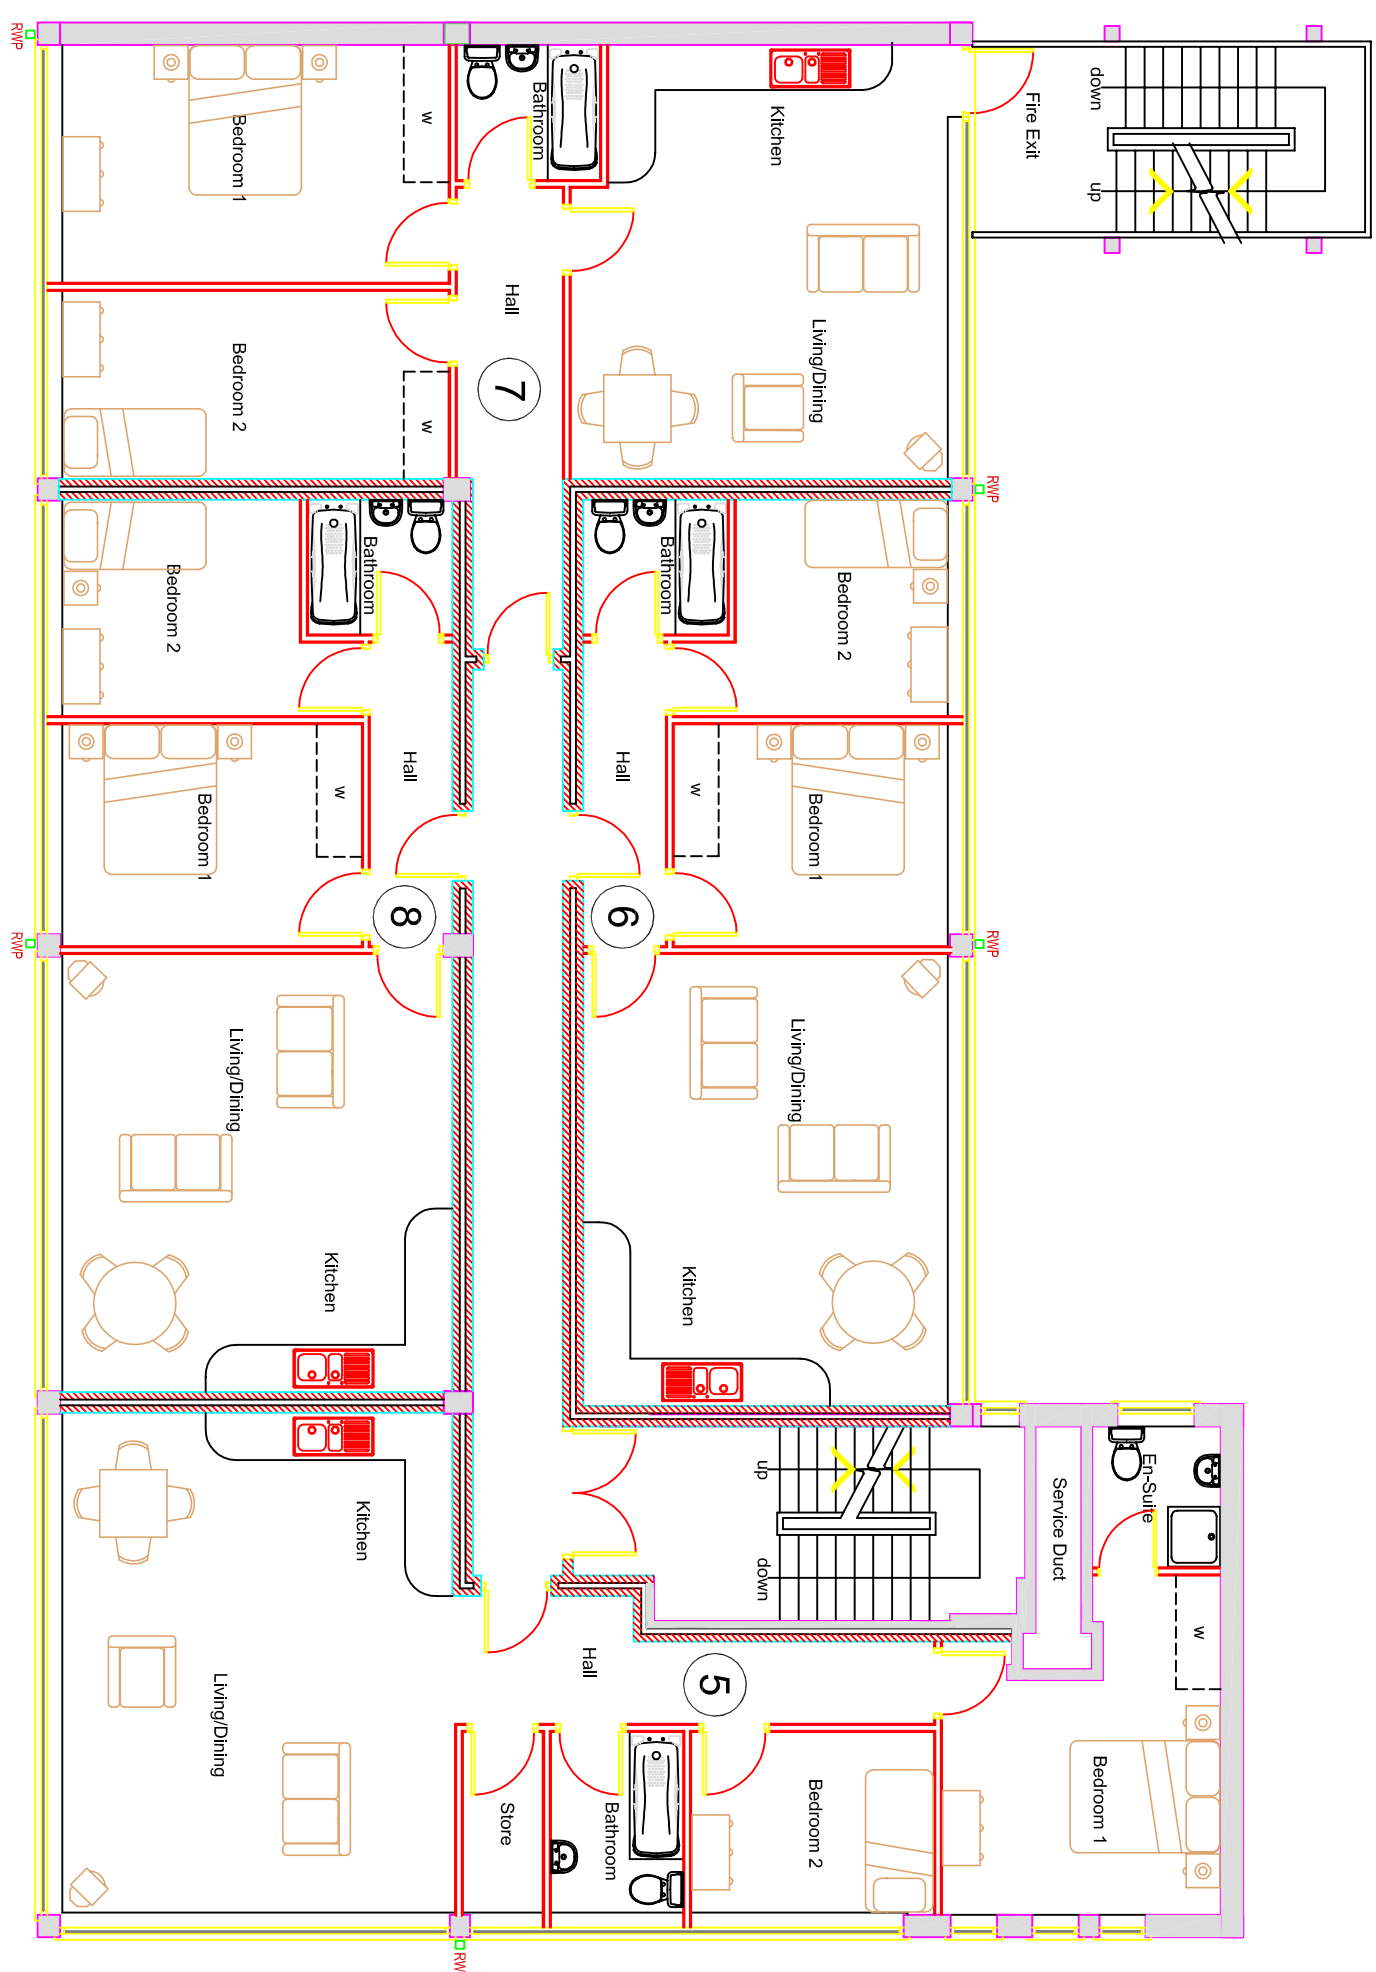 RWP
Bedroom 1
w
Bathroom
Kitchen
Fire Exit
down
up
Hall
7
Living/Dining
Bedroom 2
w
RWP
Bedroom 2
Bathroom
Bathroom
Bedroom 2
Hall
Hall
w
w
Bedroom 1
Bedroom 1
8
6
RWP
RWP
Living/Dining
Living/Dining
Kitchen
Kitchen
up
down
En-Suite
Service Duct
Kitchen
w
Hall
5
Living/Dining
Store
Bathroom
Bedroom 2
Bedroom 1
RW